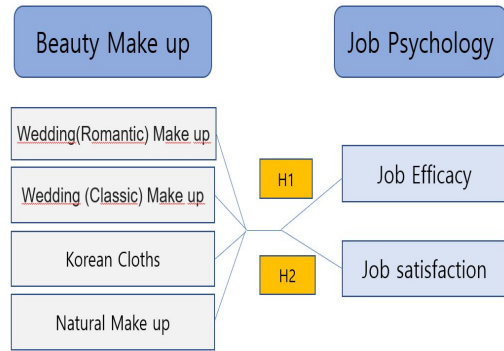 Beauty Make up
Job Psychology
Wedding(Romantic) Make up
Wedding (Classic) Make up
Korean Cloths
Natural Make up
H1
H2
Job Efficacy
Job satisfaction